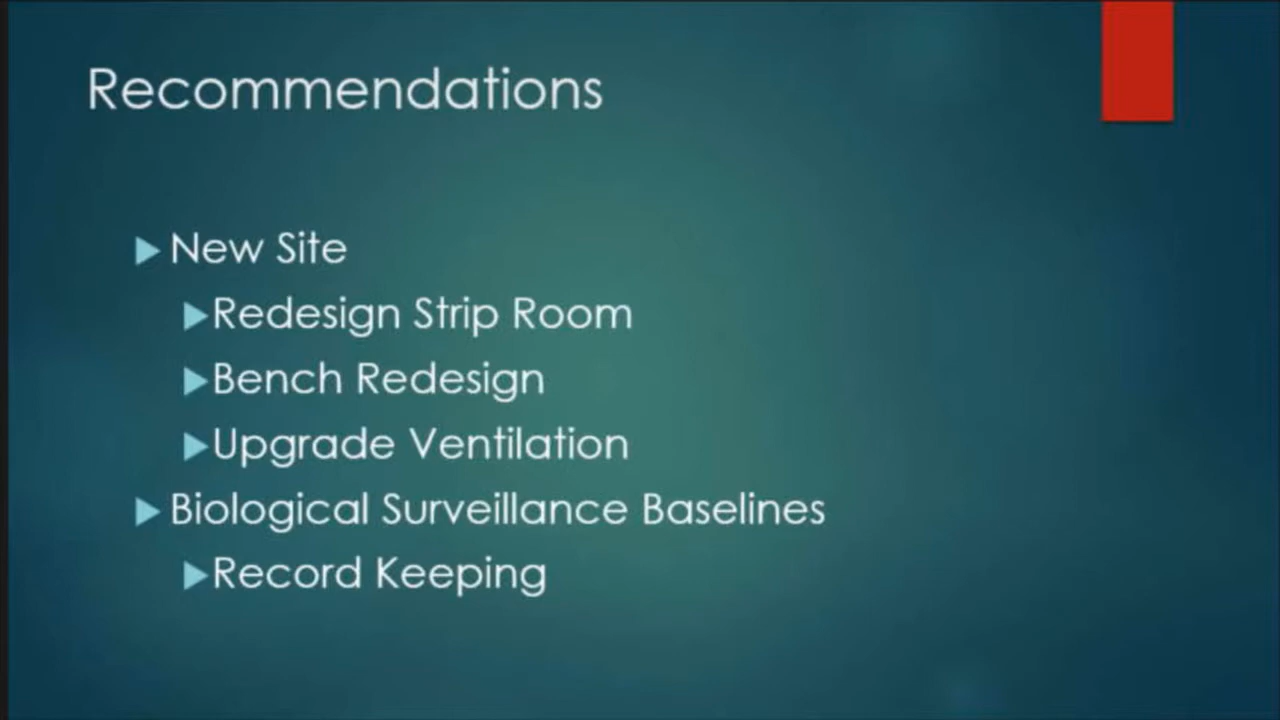 Recommendations
New Site
Redesign Strip Room
Bench Redesign
Upgrade Ventilation
Biological Surveillance Baselines
Record Keeping